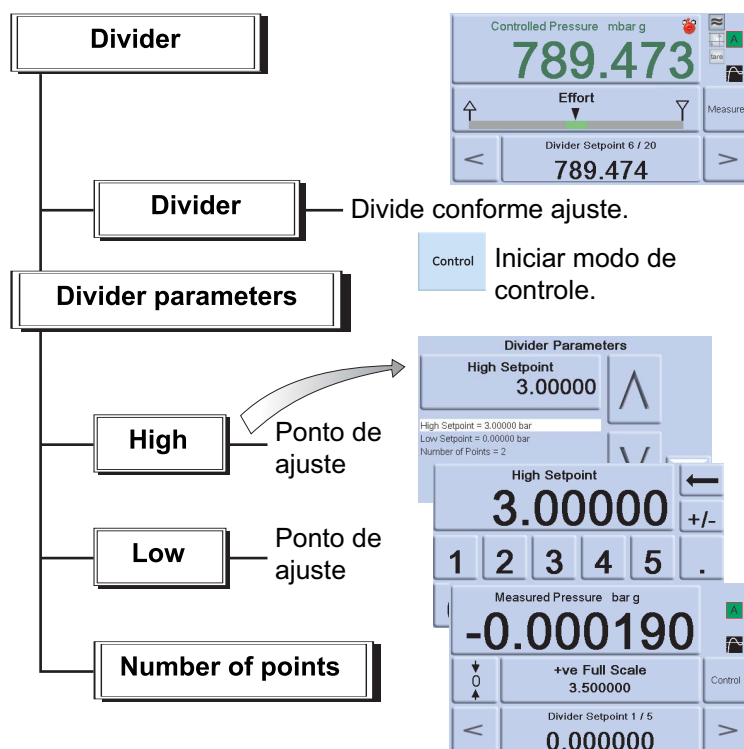 Divider
Controlled Pressure mbar g
789.473
A
tare
Effort
Measure
Divider Setpoint 6 / 20
<
789.474
>
Divider
Divide conforme ajuste.
Control
Iniciar modo de
controle.
Divider parameters
Divider Parameters
High Setpoint
3.00000
High Setpoint = 3.00000 bar
Low Setpoint = 0.00000 bar
Number of Points = 2
High
Ponto de
ajuste
High Setpoint
3.00000
+/-
1 2 3 4 5 .
Low
Ponto de
ajuste
Measured Pressure bar g
-0.000190
A
0
+ve Full Scale
3.500000
Control
Number of points
Divider Setpoint 1 / 5
<
0.000000
>